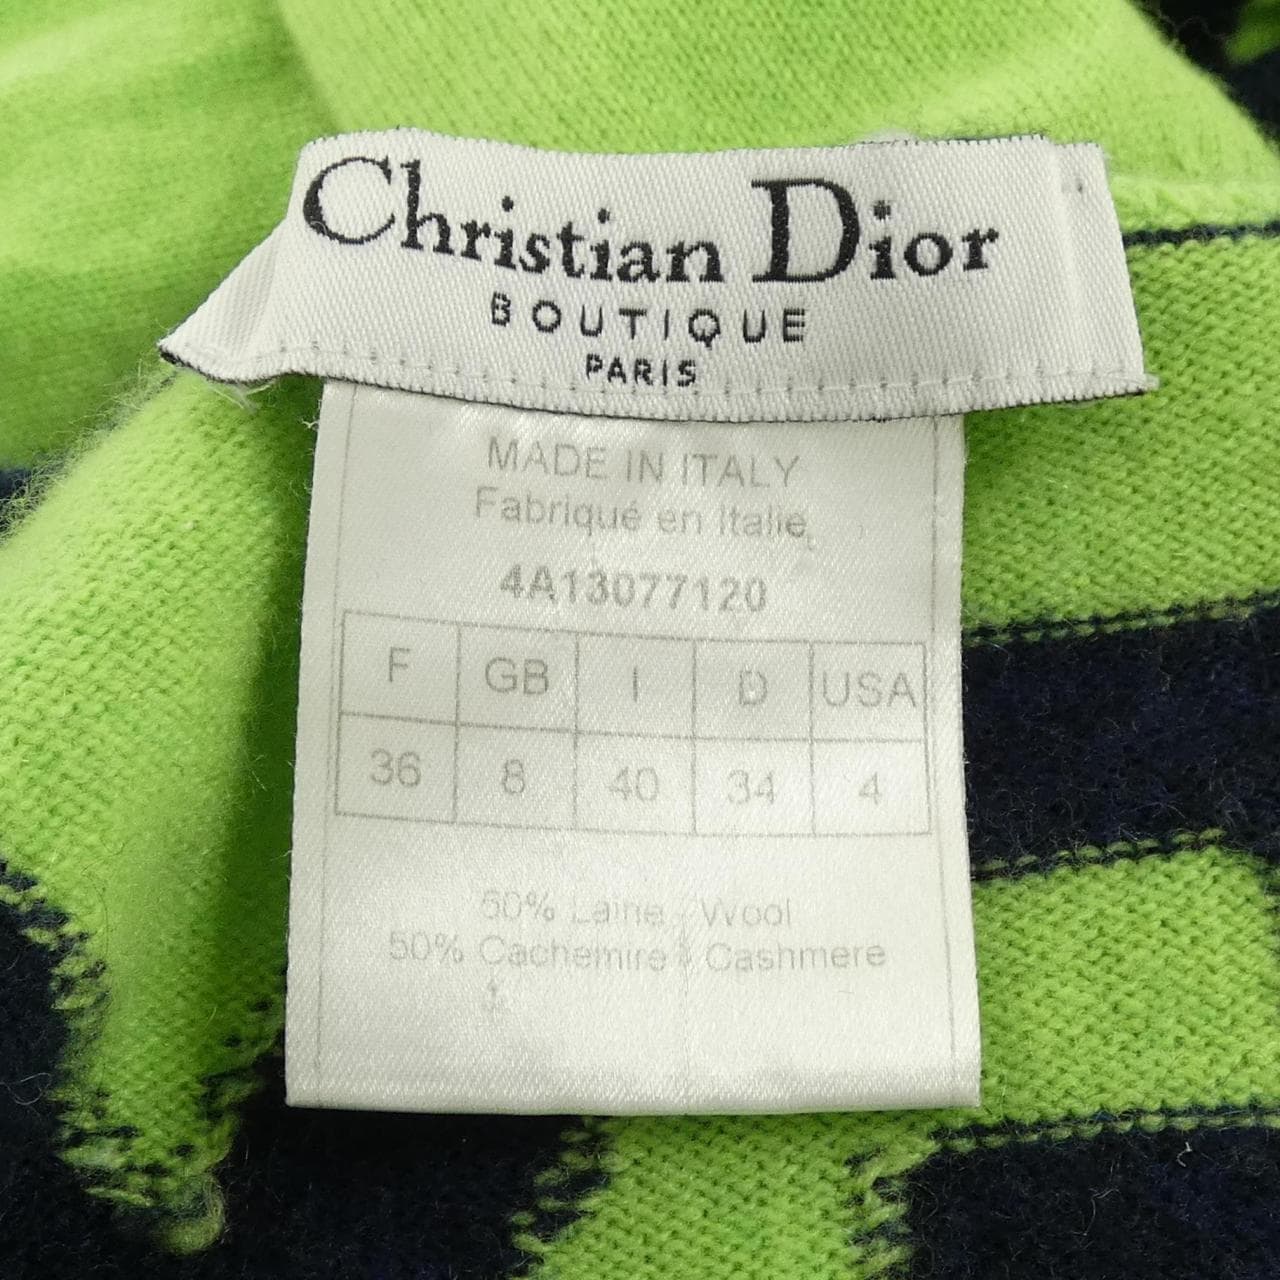 Christian Dior
BOUTIQUE
PARIS
MADE IN ITALY
Fabriqué en Italie
4A13077120
F GB I D USA
36 8 40 34 4
50% Laine - Wool
50% Cachemire - Cashmere